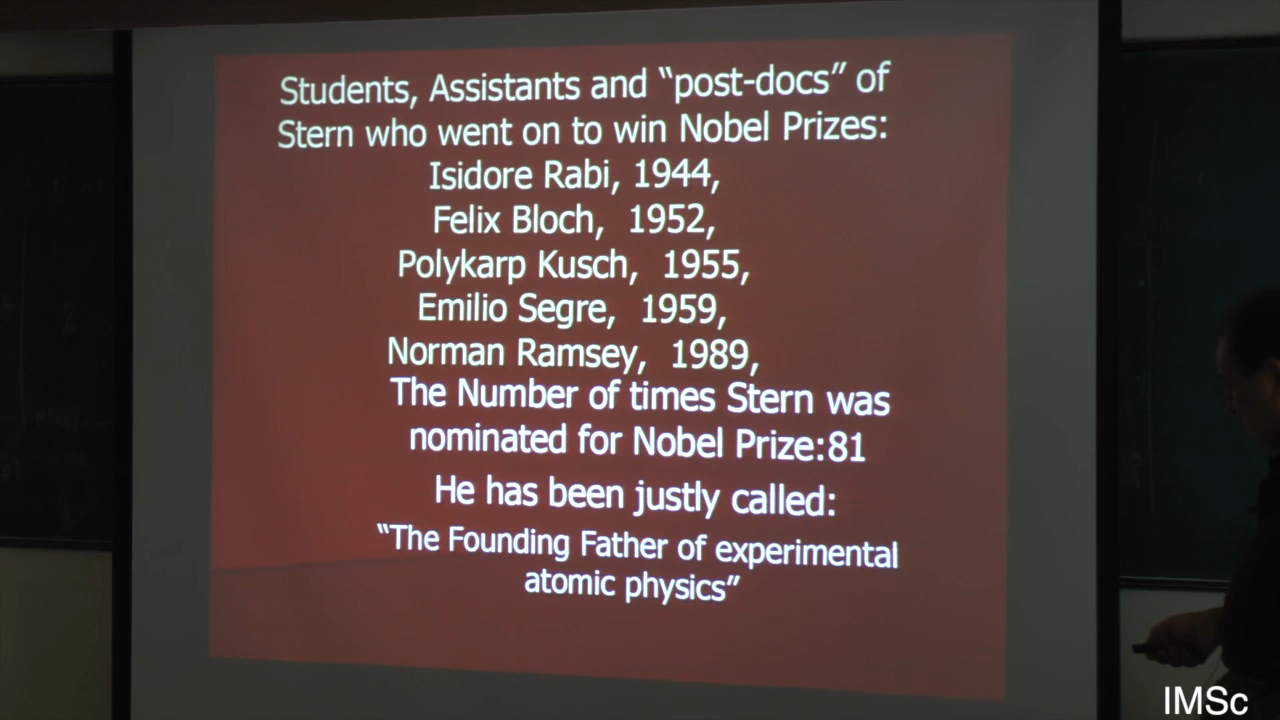 Students, Assistants and “post-docs” of
Stern who went on to win Nobel Prizes:
Isidore Rabi, 1944,
Felix Bloch, 1952,
Polykarp Kusch, 1955,
Emilio Segre, 1959,
Norman Ramsey, 1989,
The Number of times Stern was
nominated for Nobel Prize:81
He has been justly called:
“The Founding Father of experimental
atomic physics”
IMSc